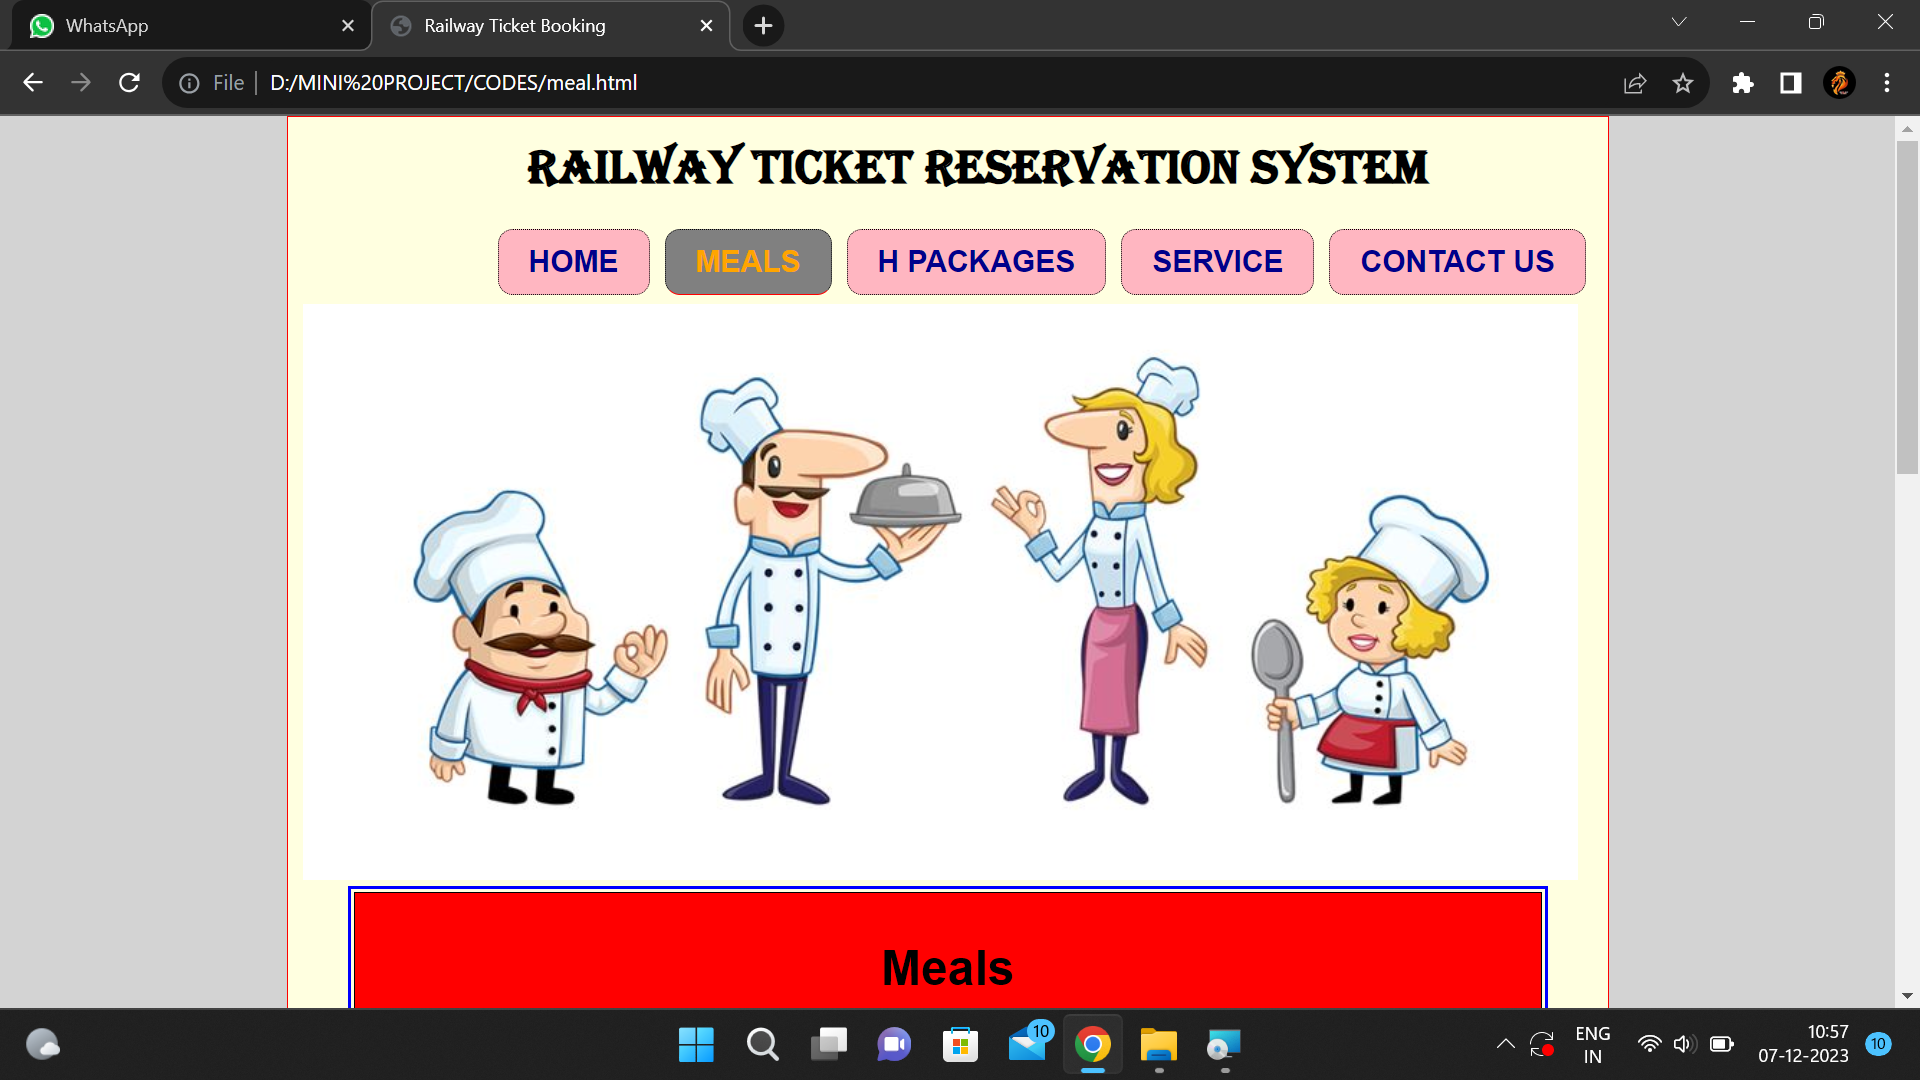 WhatsApp
Railway Ticket Booking
File
D:/MINI%20PROJECT/CODES/meal.html
RAILWAY TICKET RESERVATION SYSTEM
HOME MEALS H PACKAGES SERVICE CONTACT US
Meals
10
ENG
IN
10:57
07-12-2023
10